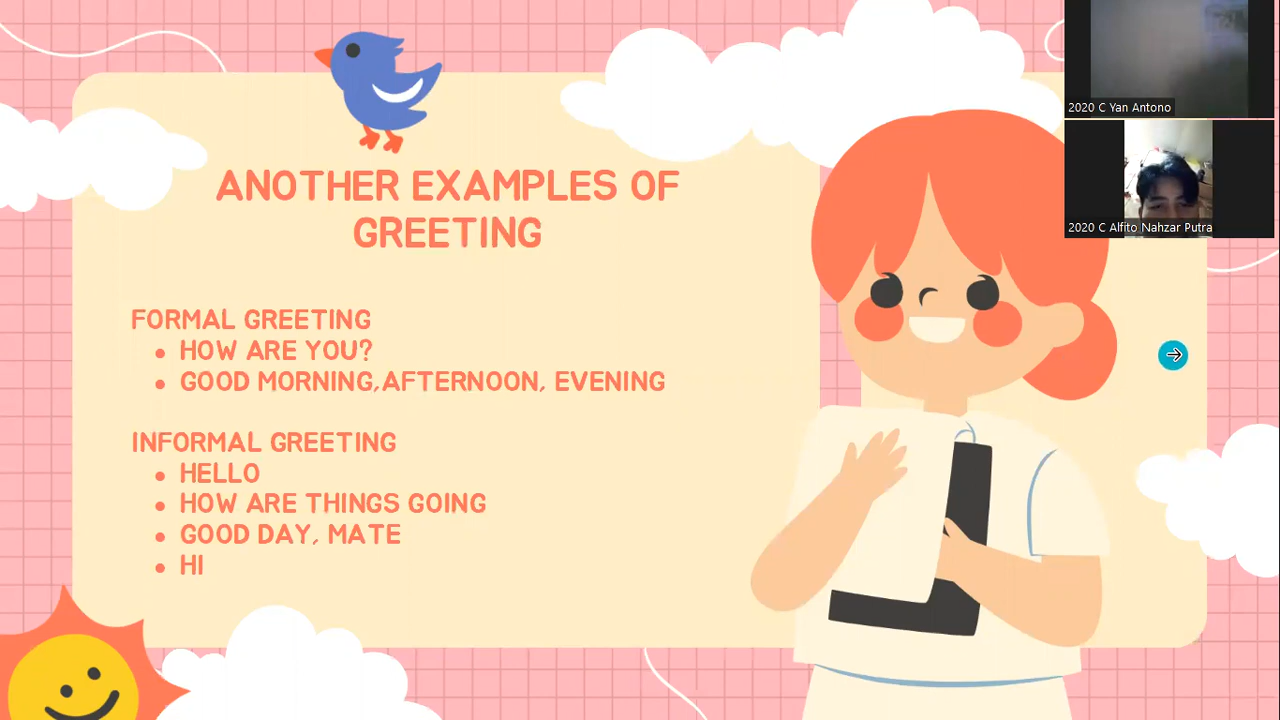 ANOTHER EXAMPLES OF
GREETING
FORMAL GREETING
HOW ARE YOU?
GOOD MORNING,AFTERNOON, EVENING
INFORMAL GREETING
HELLO
HOW ARE THINGS GOING
GOOD DAY, MATE
HI
2020 C Yan Antono
2020 C Alfito Nahzar Putra